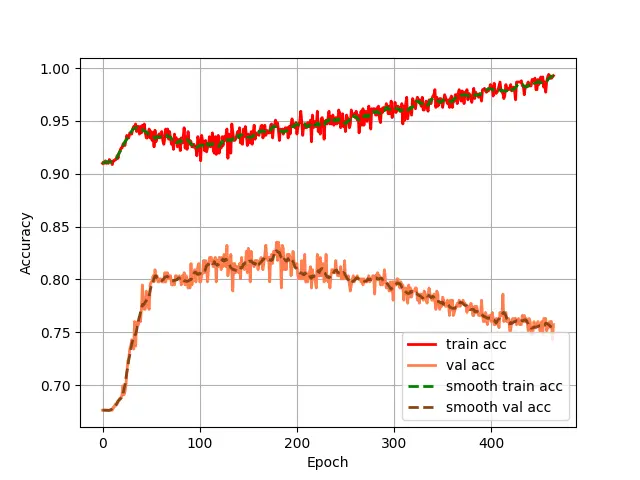 1.00
0.95
0.90
0.85
0.80
0.75
0.70
Accuracy
train acc
val acc
smooth train acc
smooth val acc
0 100 200 300 400
Epoch